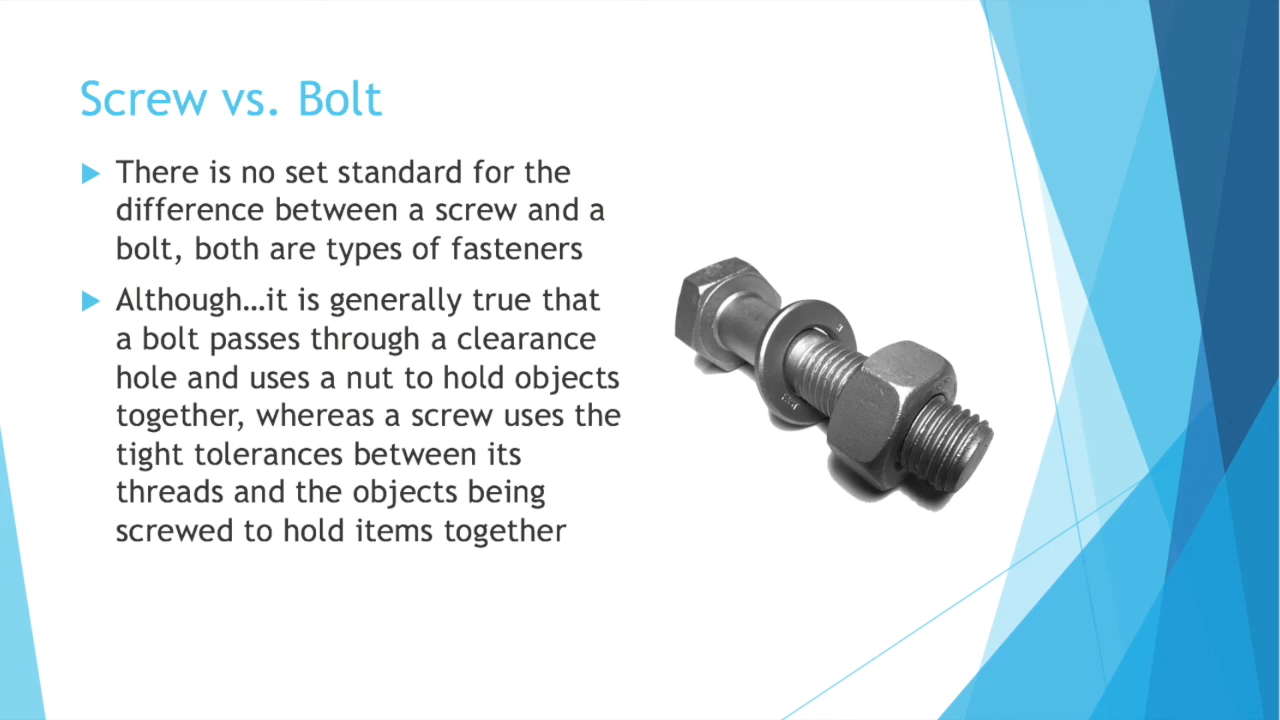 Screw vs. Bolt
There is no set standard for the
difference between a screw and a
bolt, both are types of fasteners
Although…it is generally true that
a bolt passes through a clearance
hole and uses a nut to hold objects
together, whereas a screw uses the
tight tolerances between its
threads and the objects being
screwed to hold items together